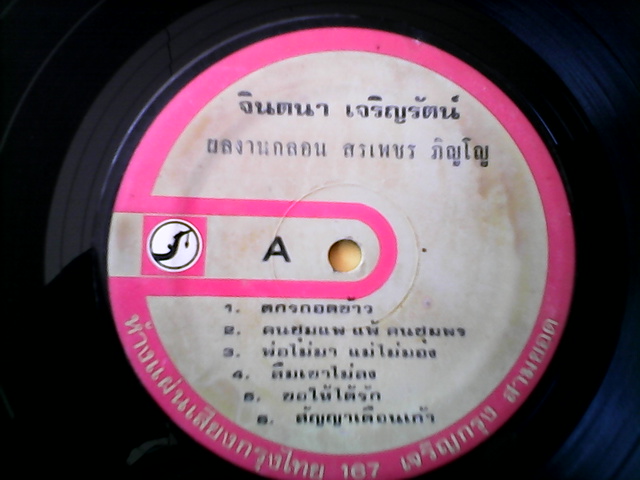 จินตนา เจริญรัตน์
ผลงานกลอน สรเพชร ภิญโญ
A
1. ตกรถอดข้าว
2. คนชุมแพ แพ้ คนชุมพร
3. พ่อไม่มา แม่ไม่มอง
4. ลืมเขาไม่ลง
5. ขอให้ได้รัก
6. สัญญาเดือนเก้า
ห้างแผ่นเสียงกรุงไทย 167 เจริญกรุง สามยอด